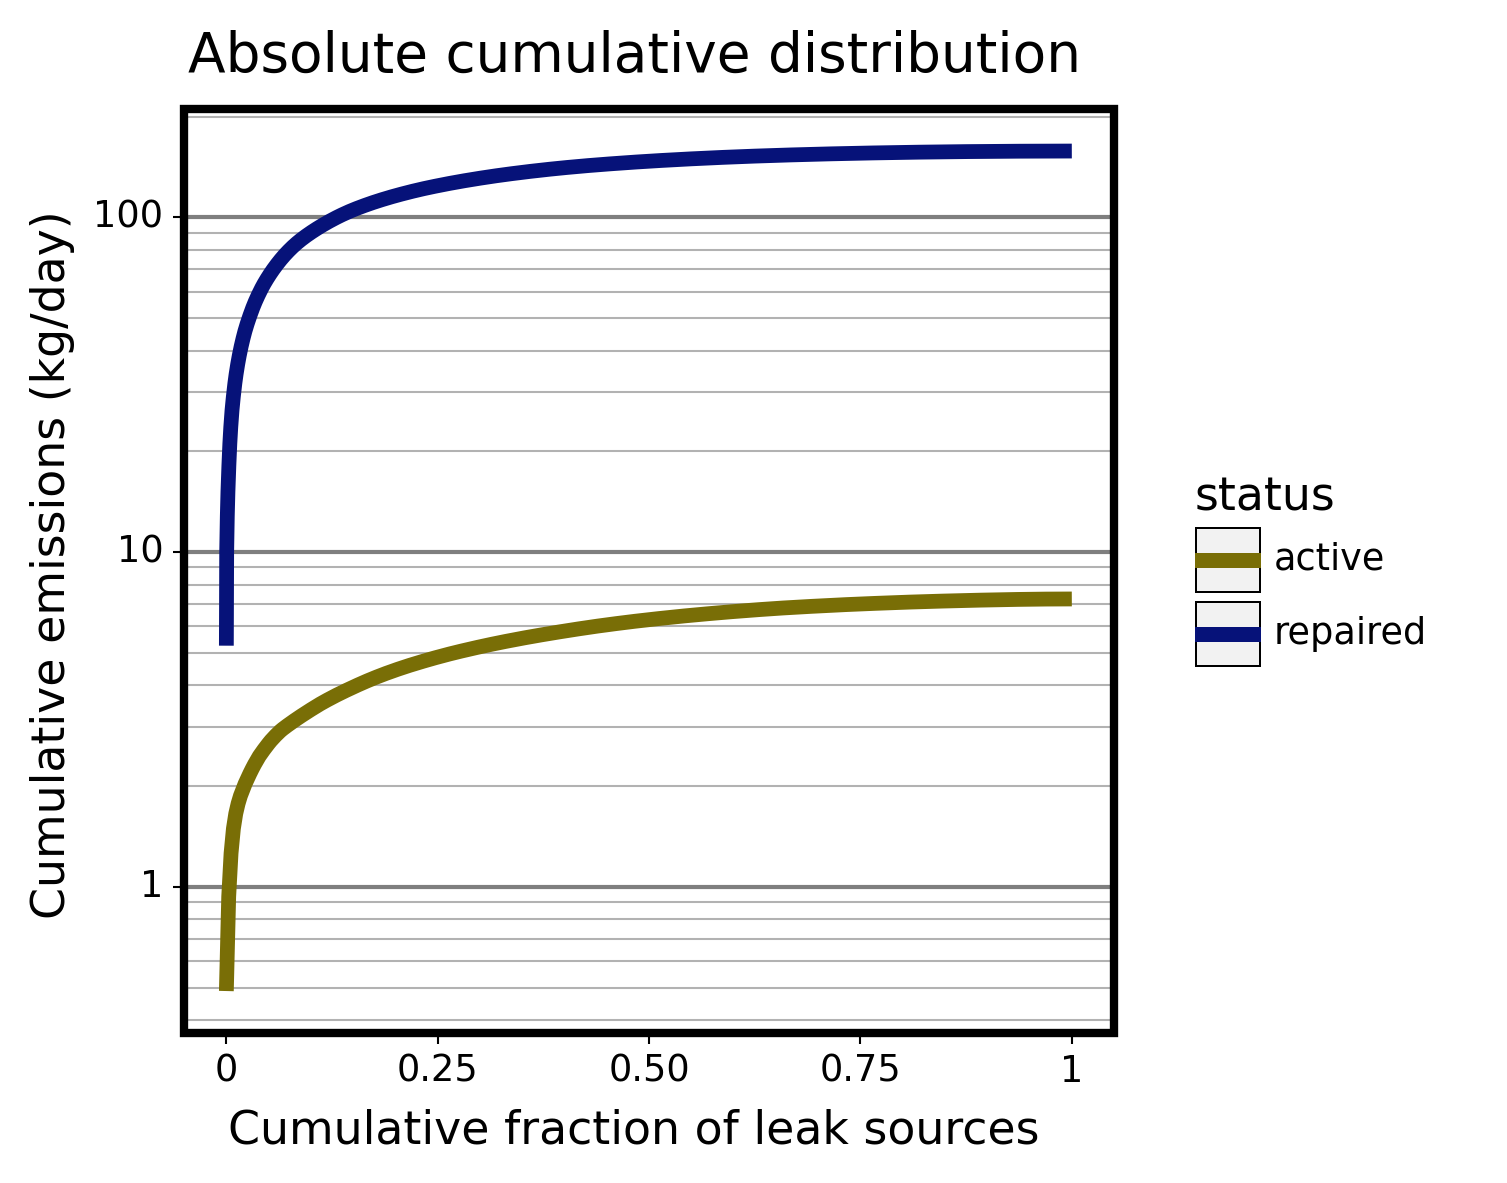 Absolute cumulative distribution
Cumulative emissions (kg/day)
100
10
1
0
0.25
0.50
0.75
1
Cumulative fraction of leak sources
status
active
repaired